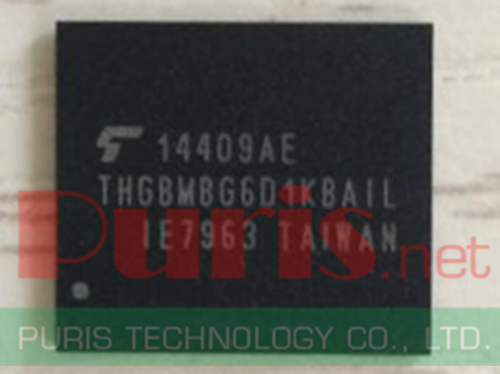 14409AE
THGBMBG6D1KBAIL
IE7963 TAIWAN
Puris.net
PURIS TECHNOLOGY CO., LTD.